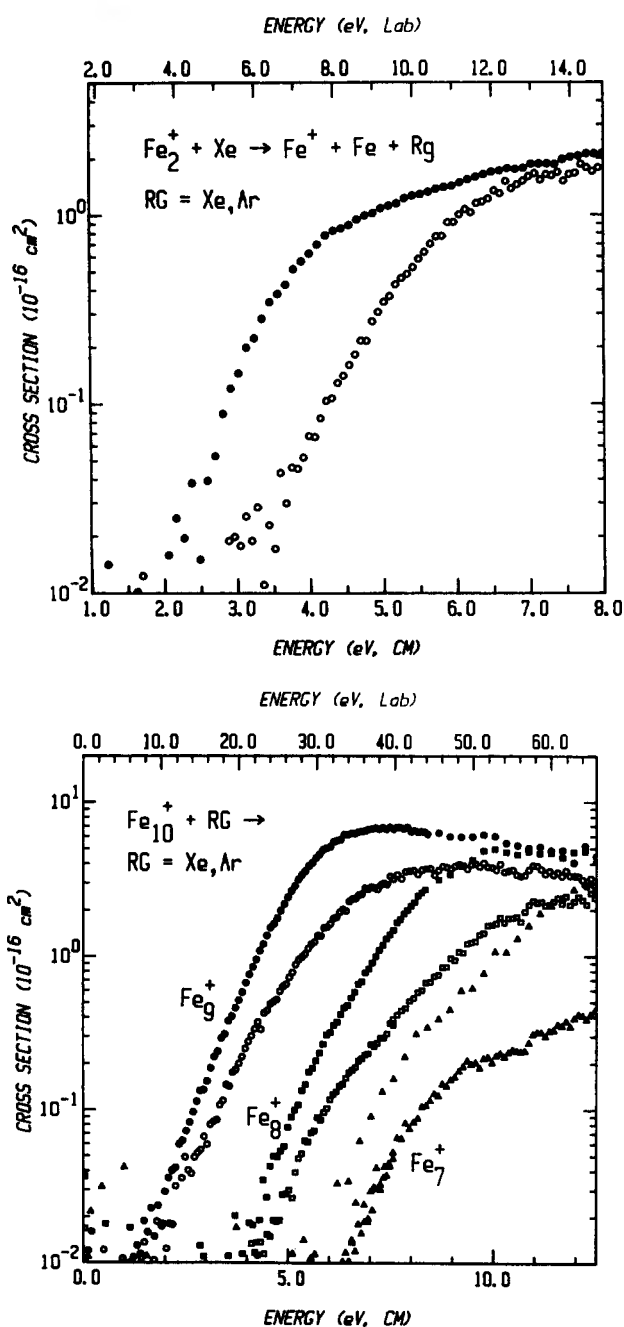 ENERGY (eV, Lab)
2.0 4.0 6.0 8.0 10.0 12.0 14.0
Fe₂⁺ + Xe → Fe⁺ + Fe + Rg
RG = Xe,Ar
CROSS SECTION (10⁻¹⁶ cm²)
10⁰
10⁻¹
10⁻²
1.0 2.0 3.0 4.0 5.0 6.0 7.0 8.0
ENERGY (eV, CM)
ENERGY (eV, Lab)
0.0 10.0 20.0 30.0 40.0 50.0 60.0
Fe₁₀⁺ + RG →
RG = Xe,Ar
CROSS SECTION (10⁻¹⁶ cm²)
10¹
10⁰
10⁻¹
10⁻²
Fe₉⁺
Fe₈⁺
Fe₇⁺
0.0 5.0 10.0
ENERGY (eV, CM)